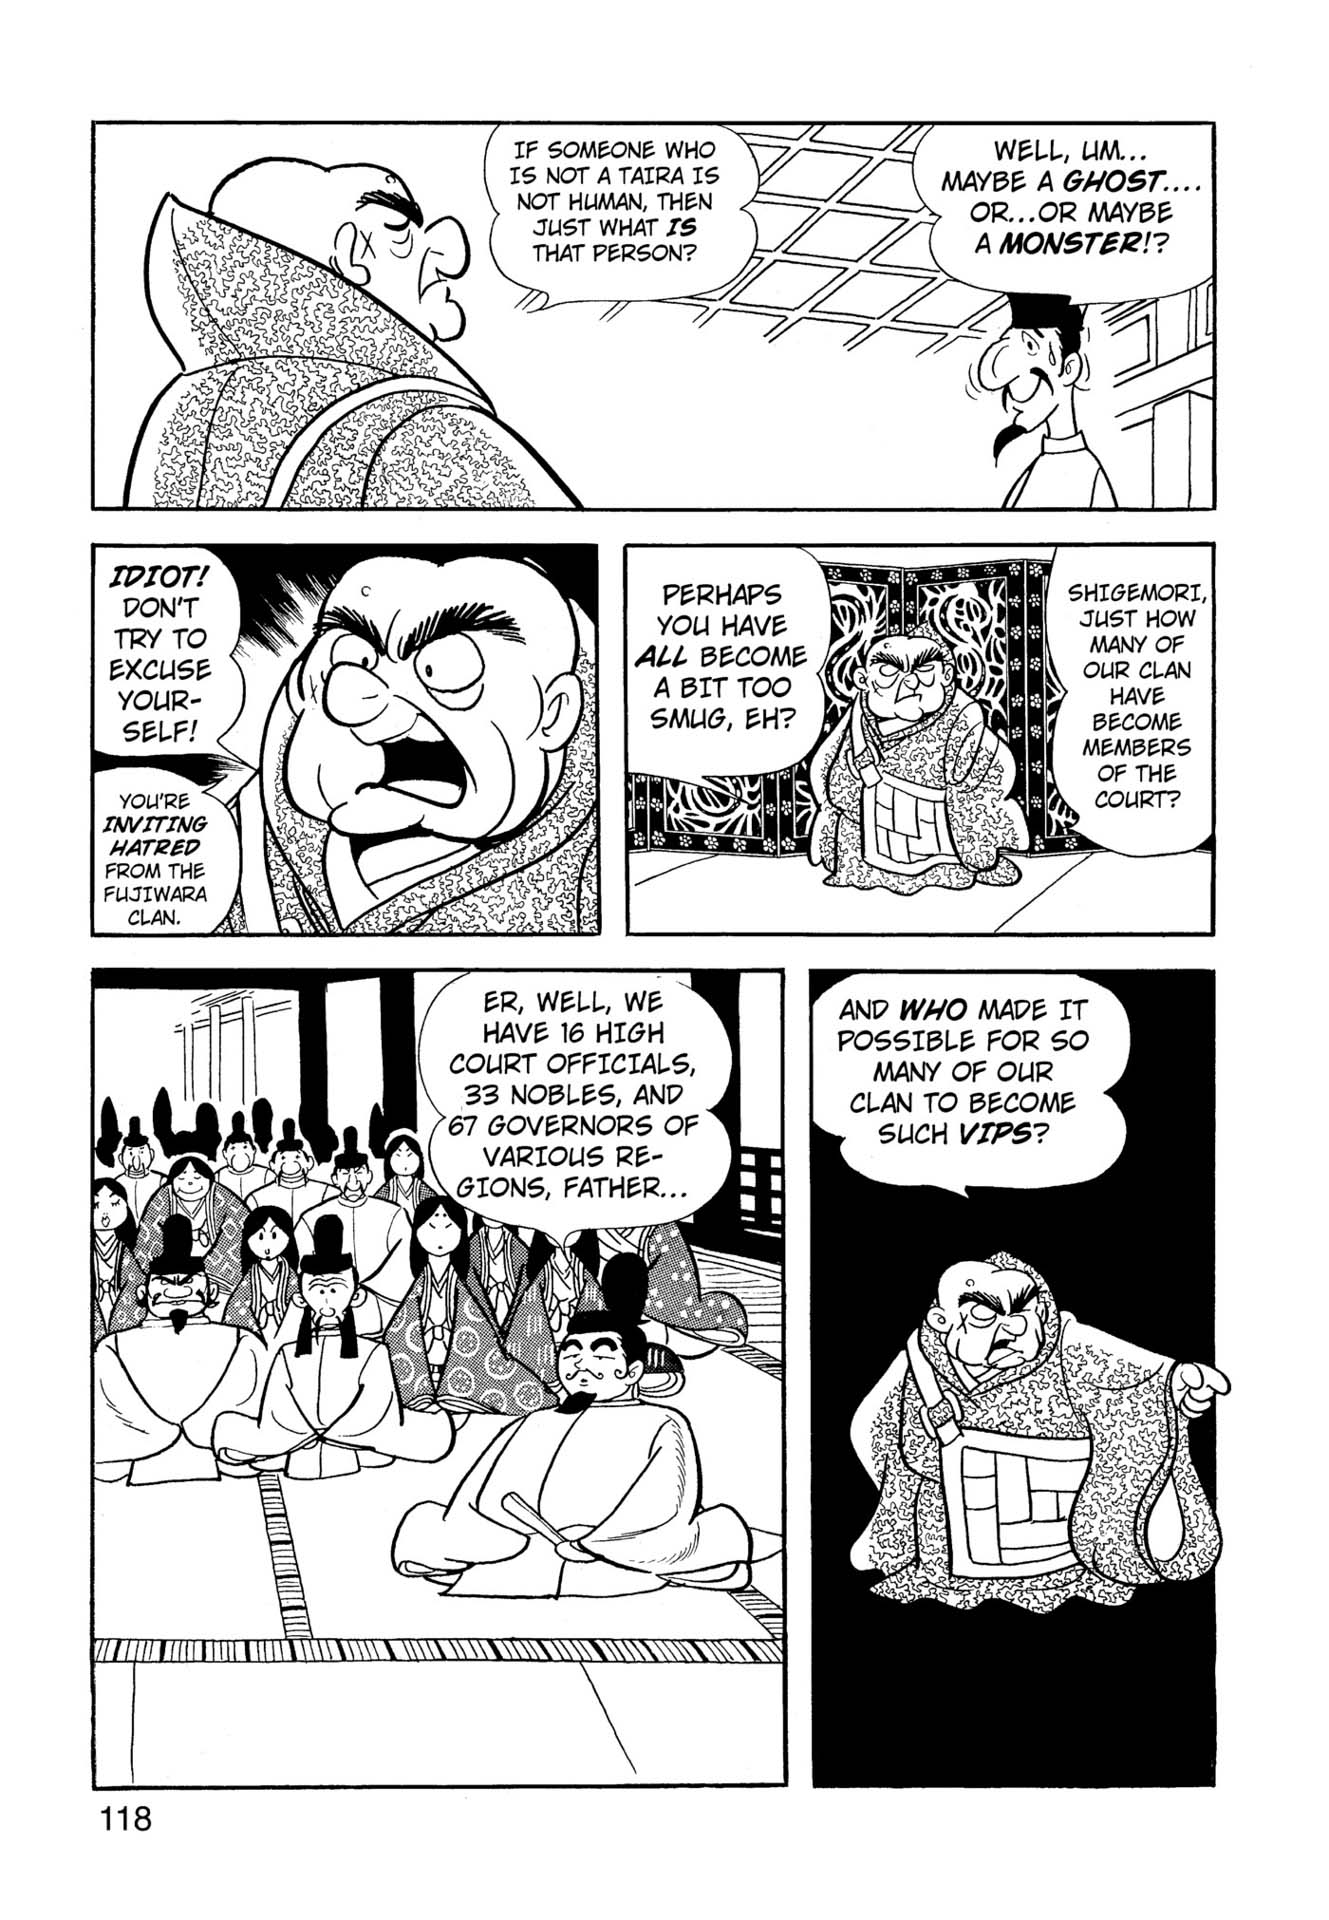 IF SOMEONE WHO
IS NOT A TAIRA IS
NOT HUMAN, THEN
JUST WHAT IS
THAT PERSON?
WELL, UM...
MAYBE A GHOST....
OR...OR MAYBE
A MONSTER!?
IDIOT!
DON'T
TRY TO
EXCUSE
YOUR-
SELF!
YOU'RE
INVITING
HATRED
FROM THE
FUJIWARA
CLAN.
PERHAPS
YOU HAVE
ALL BECOME
A BIT TOO
SMUG, EH?
SHIGEMORI,
JUST HOW
MANY OF
OUR CLAN
HAVE
BECOME
MEMBERS
OF THE
COURT?
ER, WELL, WE
HAVE 16 HIGH
COURT OFFICIALS,
33 NOBLES, AND
67 GOVERNORS OF
VARIOUS RE-
GIONS, FATHER...
AND WHO MADE IT
POSSIBLE FOR SO
MANY OF OUR
CLAN TO BECOME
SUCH VIPS?
118